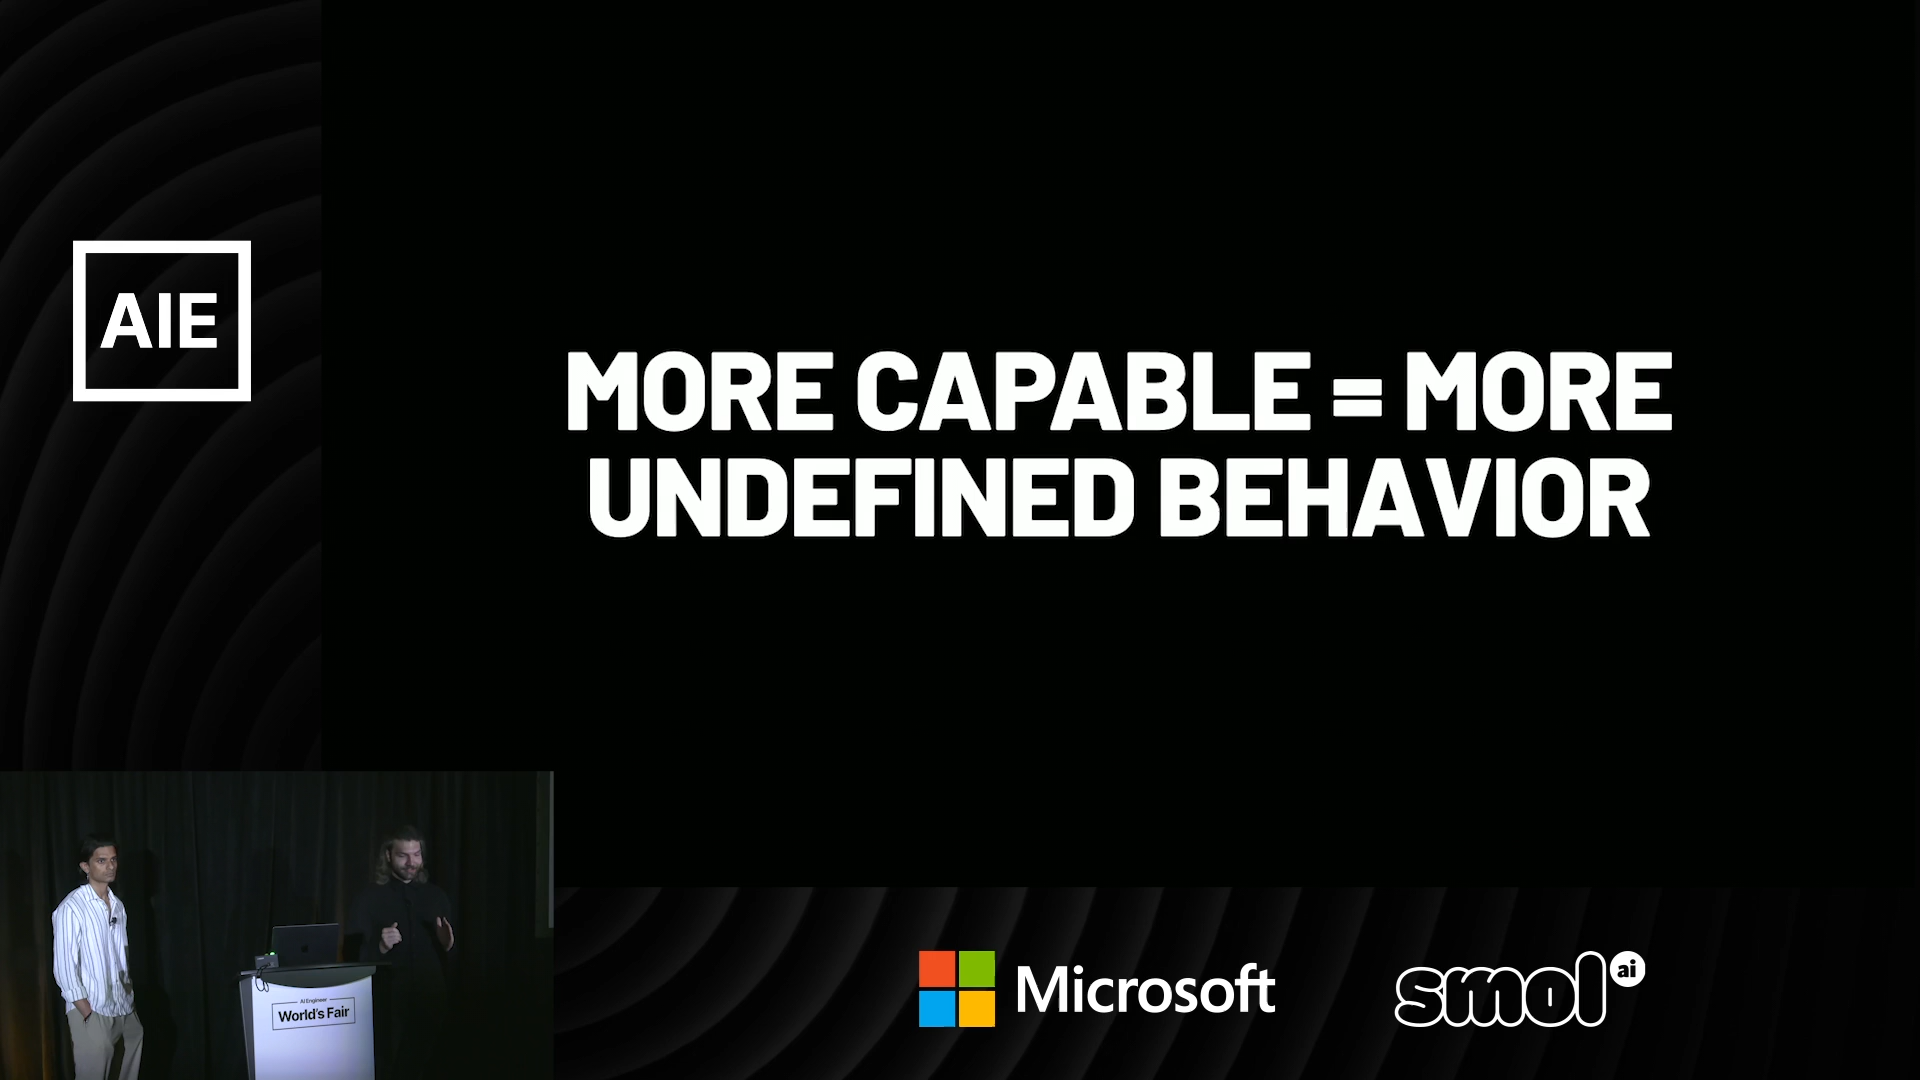 AIE
MORE CAPABLE = MORE
UNDEFINED BEHAVIOR
AI Engineer
World's Fair
Microsoft
smol ai